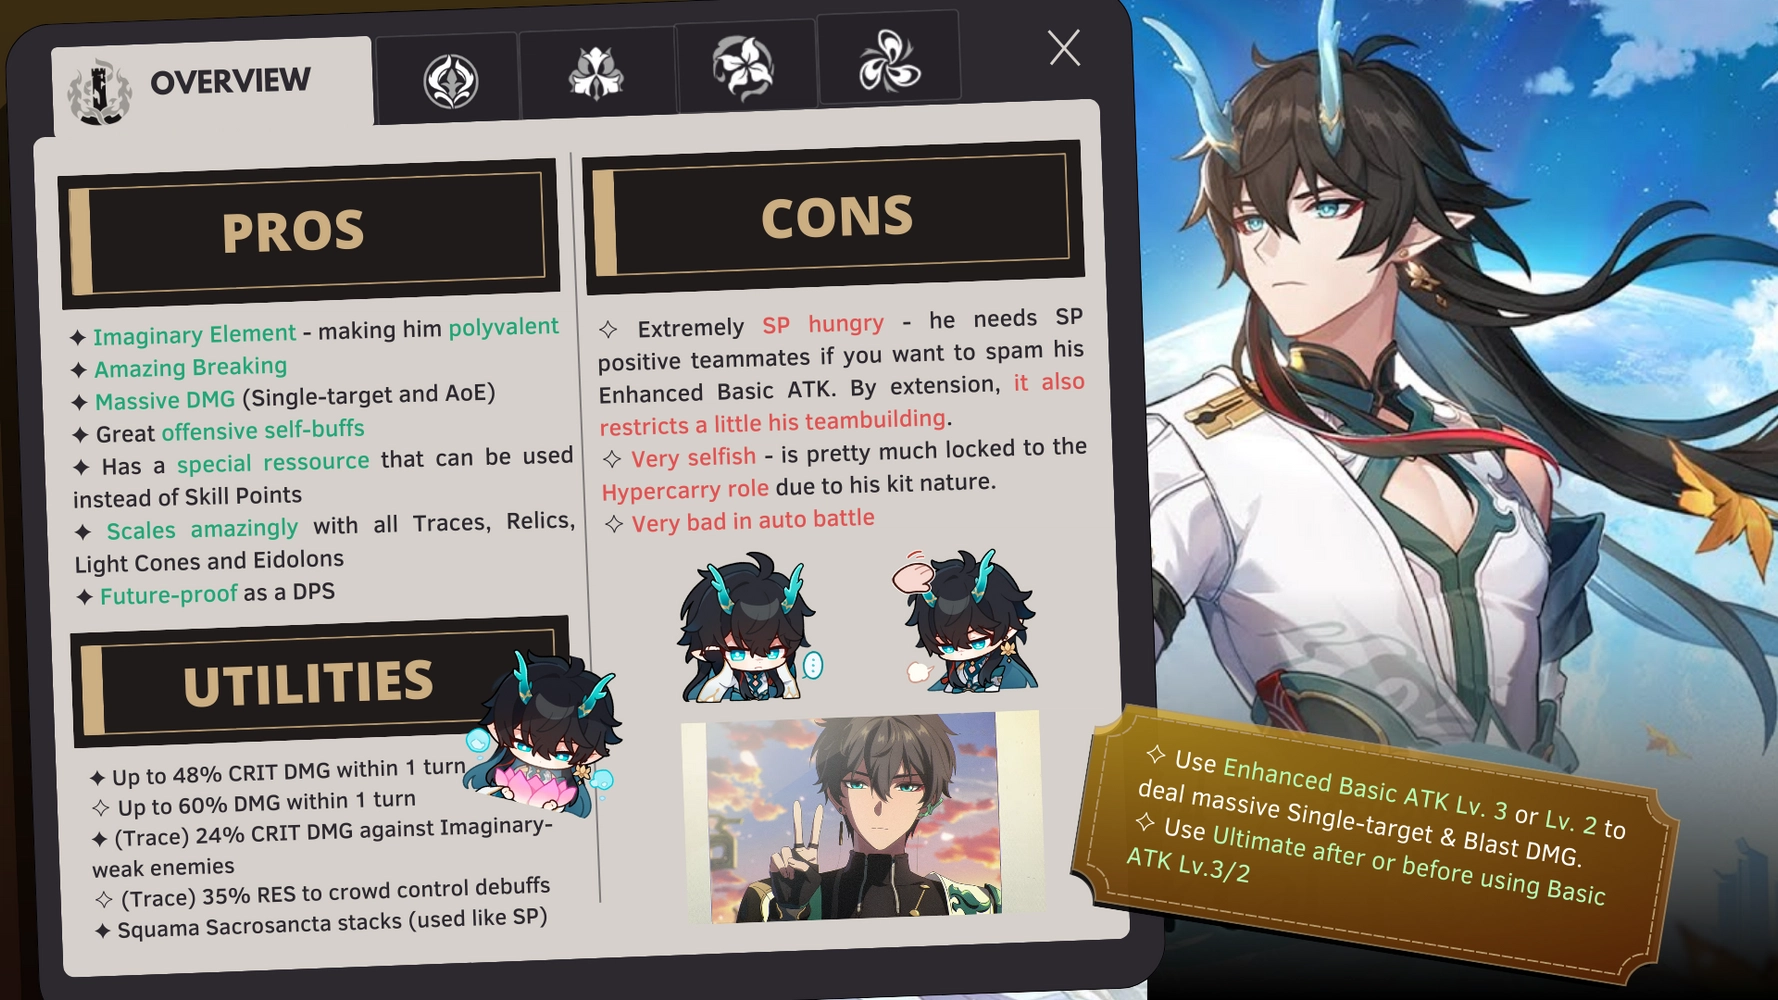 OVERVIEW
PROS
✦ Imaginary Element - making him polyvalent
✦ Amazing Breaking
✦ Massive DMG (Single-target and AoE)
✦ Great offensive self-buffs
✦ Has a special ressource that can be used
instead of Skill Points
✦ Scales amazingly with all Traces, Relics,
Light Cones and Eidolons
✦ Future-proof as a DPS
UTILITIES
✦ Up to 48% CRIT DMG within 1 turn
✧ Up to 60% DMG within 1 turn
✦ (Trace) 24% CRIT DMG against Imaginary-
weak enemies
✧ (Trace) 35% RES to crowd control debuffs
✦ Squama Sacrosancta stacks (used like SP)
CONS
✧ Extremely SP hungry - he needs SP
positive teammates if you want to spam his
Enhanced Basic ATK. By extension, it also
restricts a little his teambuilding.
✧ Very selfish - is pretty much locked to the
Hypercarry role due to his kit nature.
✧ Very bad in auto battle
✧ Use Enhanced Basic ATK Lv. 3 or Lv. 2 to
deal massive Single-target & Blast DMG.
✧ Use Ultimate after or before using Basic
ATK Lv.3/2